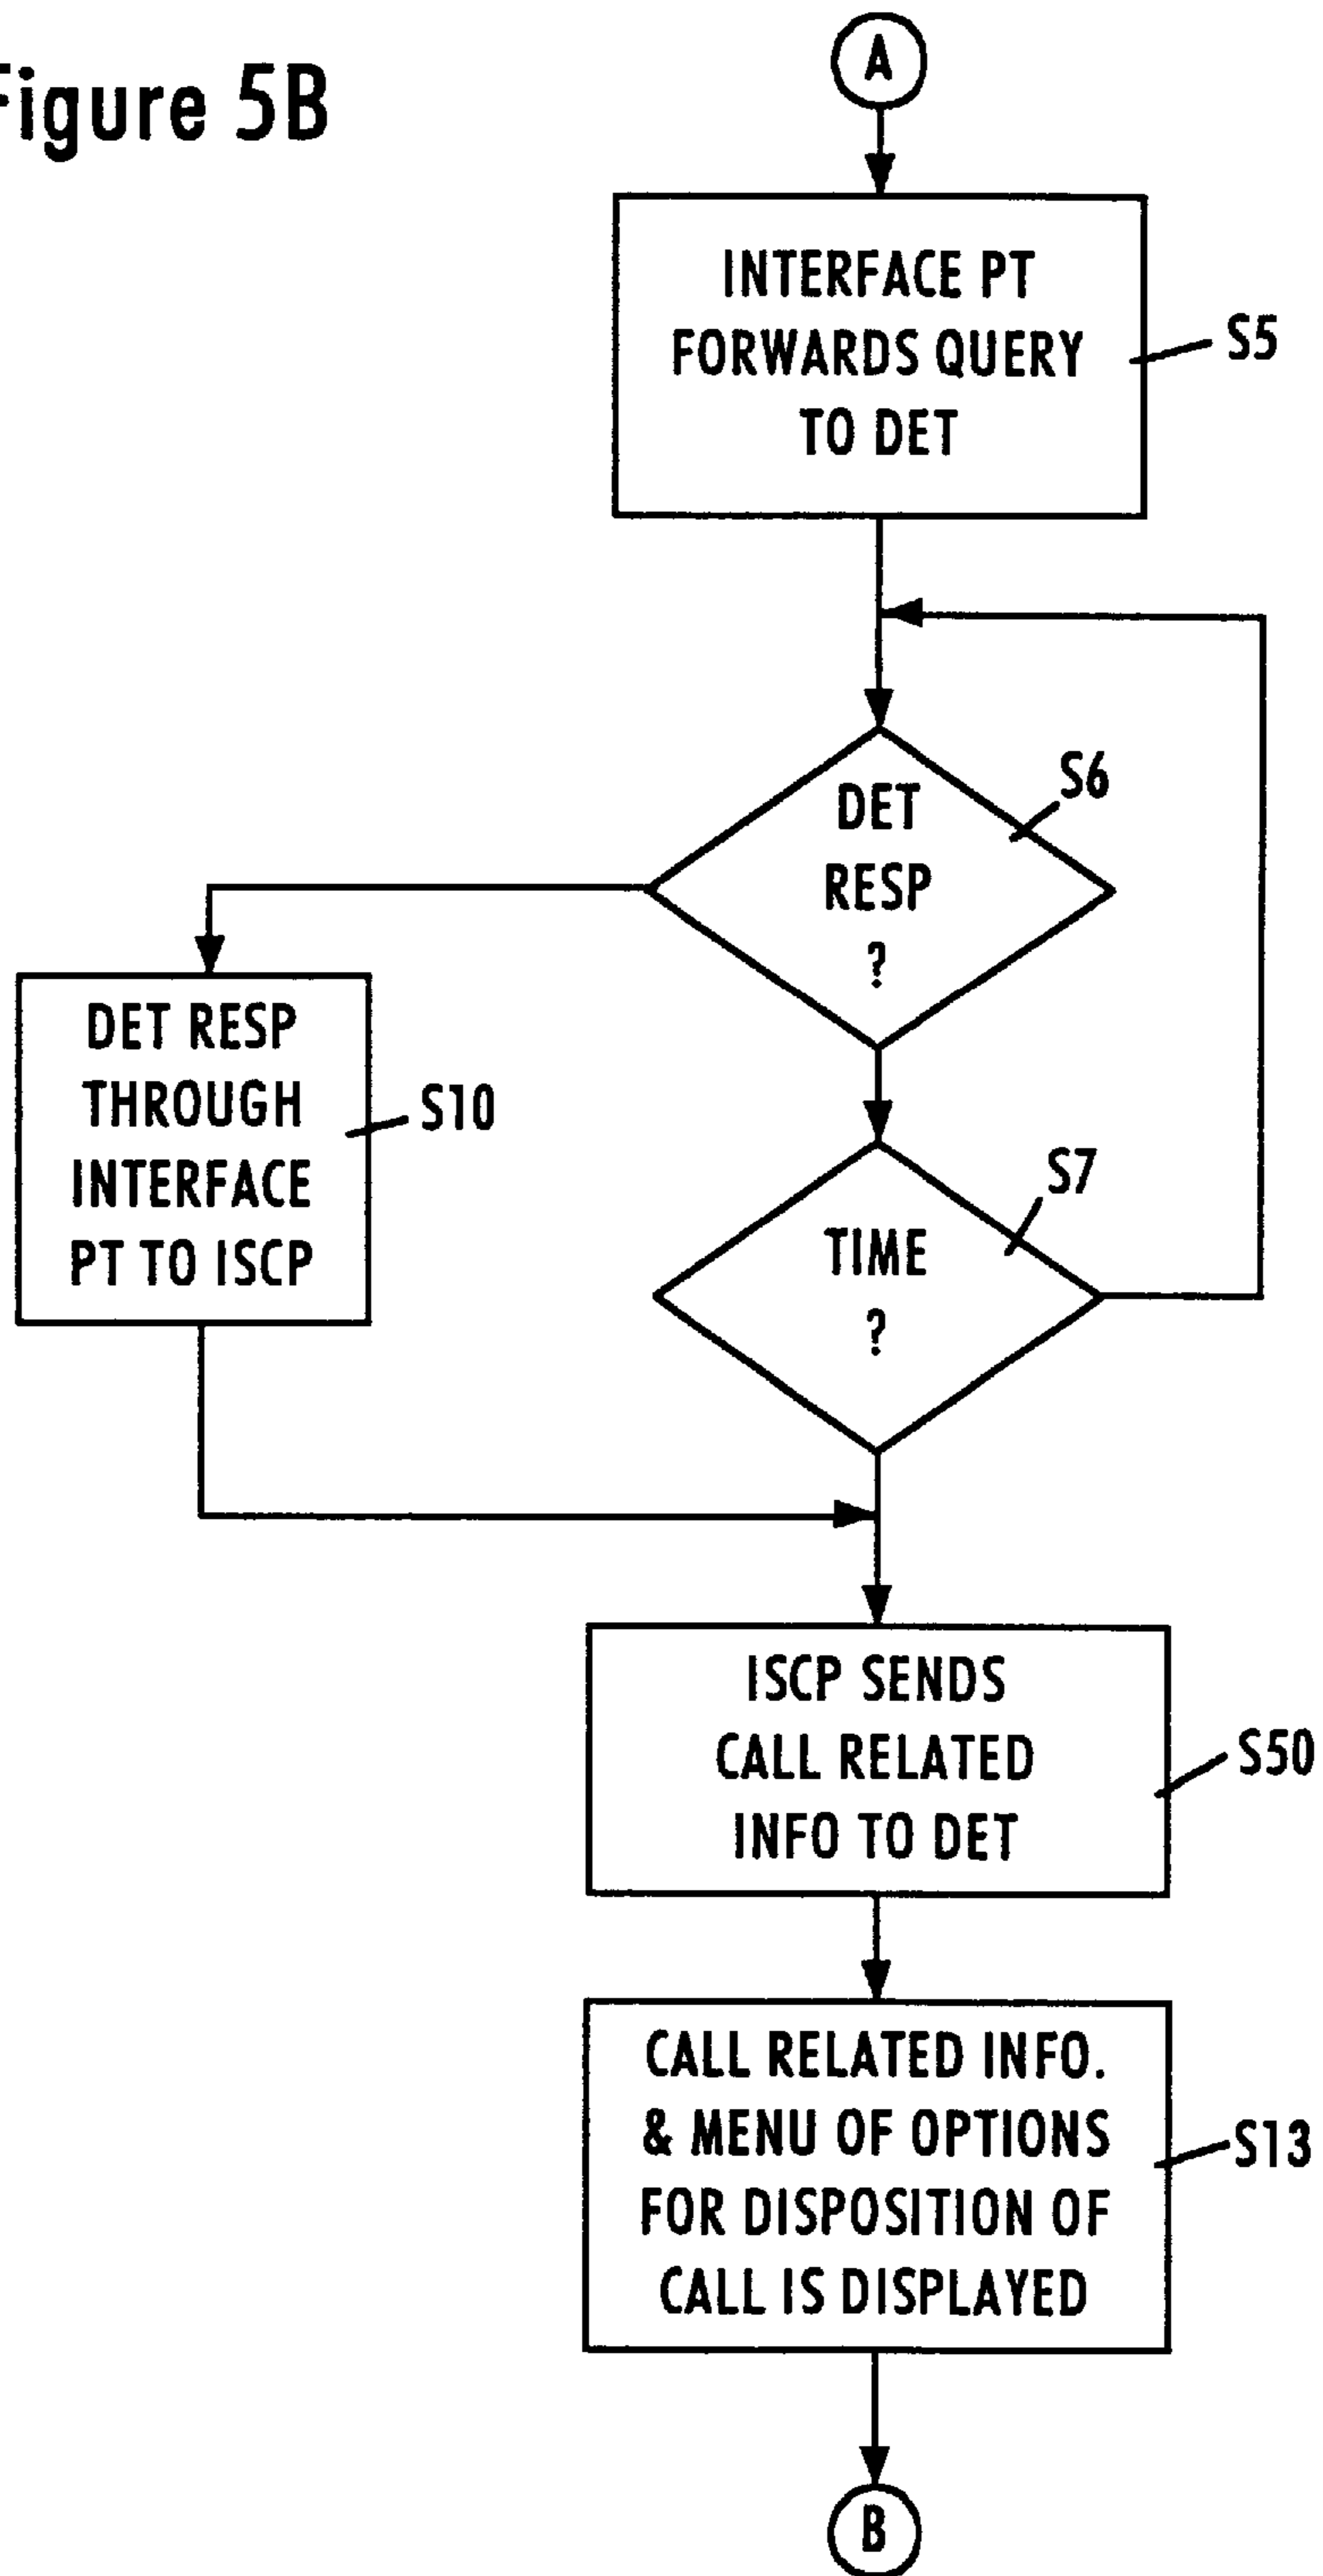 Figure 5B
A
INTERFACE PT
FORWARDS QUERY
TO DET
S5
DET
RESP
?
S6
DET RESP
THROUGH
INTERFACE
PT TO ISCP
S10
TIME
?
S7
ISCP SENDS
CALL RELATED
INFO TO DET
S50
CALL RELATED INFO.
& MENU OF OPTIONS
FOR DISPOSITION OF
CALL IS DISPLAYED
S13
B